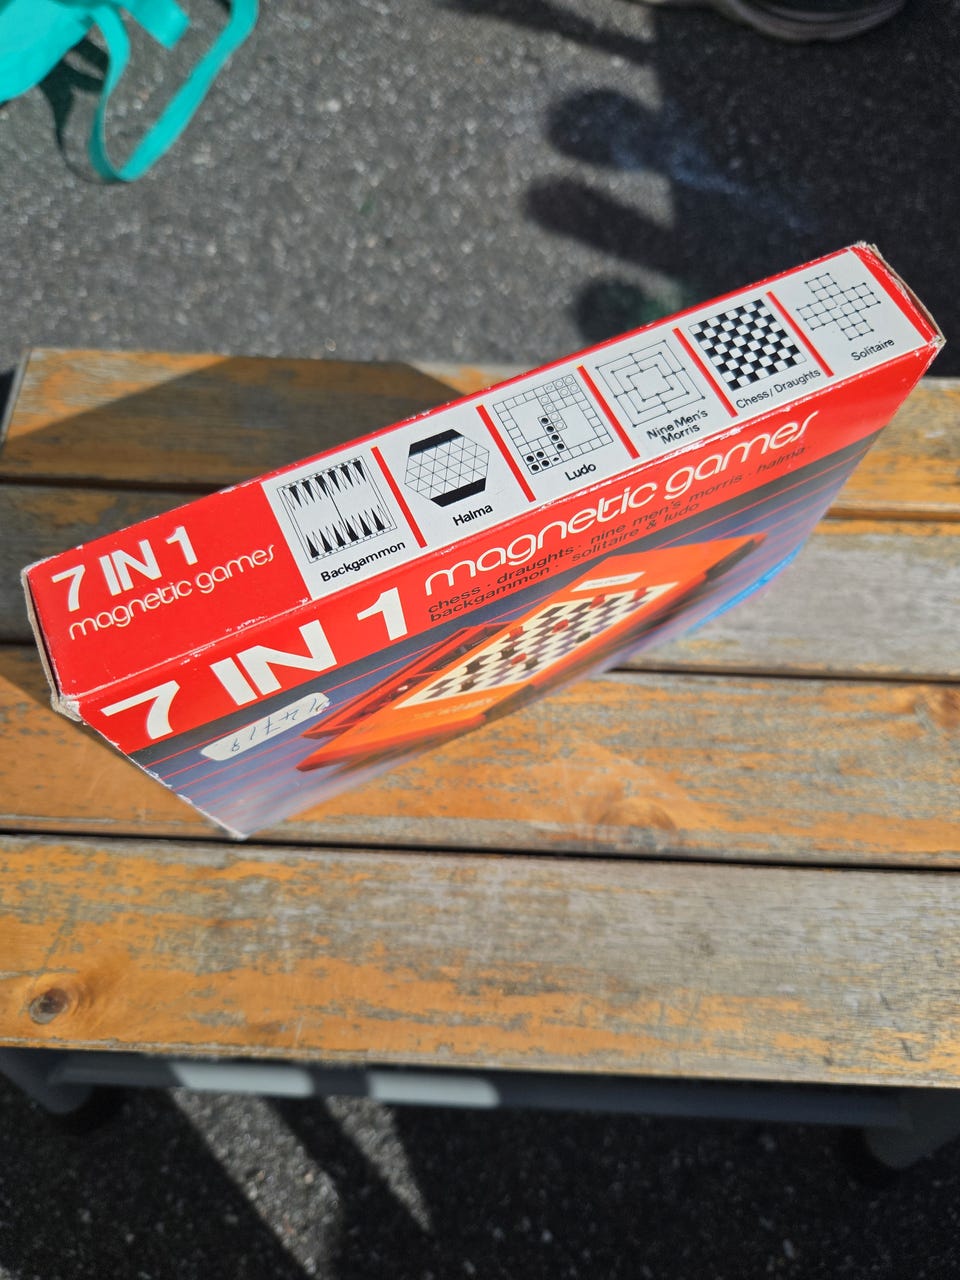 7 IN 1
magnetic games
Backgammon
Halma
Ludo
Nine Men's
Morris
Chess/Draughts
Solitaire
7 IN 1 magnetic games
chess · draughts · nine men's morris · halma ·
backgammon · solitaire & ludo